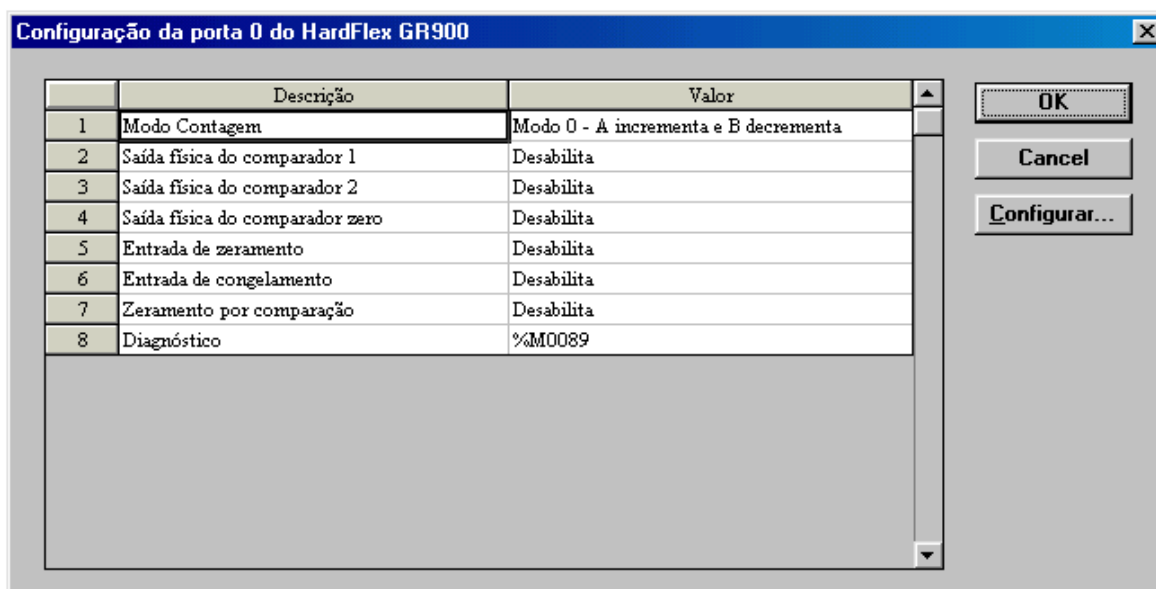 Configuração da porta 0 do HardFlex GR900
Descrição Valor
1 Modo Contagem Modo 0 - A incrementa e B decrementa
2 Saída física do comparador 1 Desabilita
3 Saída física do comparador 2 Desabilita
4 Saída física do comparador zero Desabilita
5 Entrada de zeramento Desabilita
6 Entrada de congelamento Desabilita
7 Zeramento por comparação Desabilita
8 Diagnóstico %M0089
OK
Cancel
Configurar...